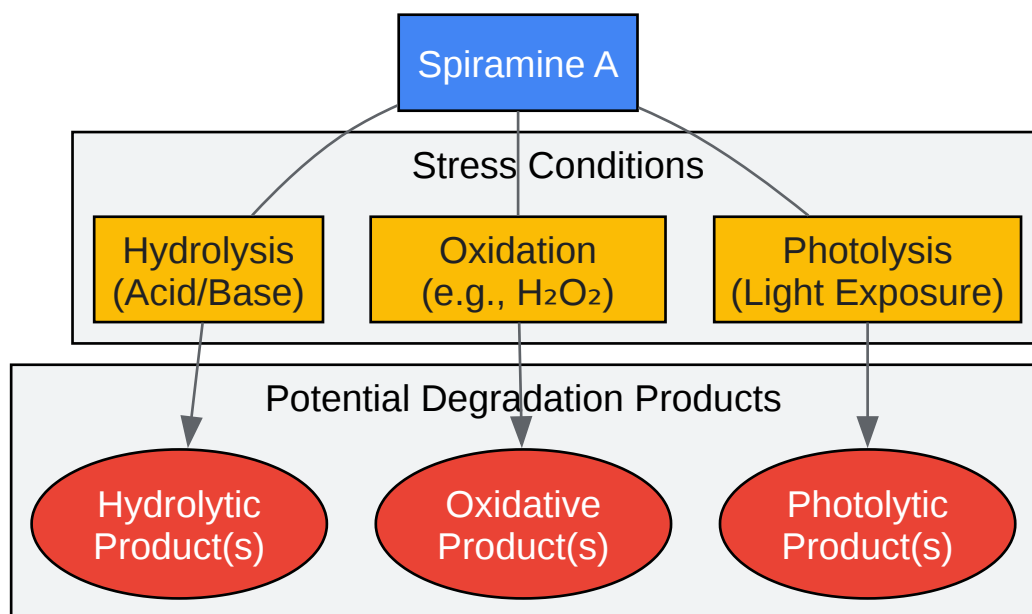 Spiramine A
Stress Conditions
Hydrolysis
(Acid/Base)
Oxidation
(e.g., H₂O₂)
Photolysis
(Light Exposure)
Potential Degradation Products
Hydrolytic
Product(s)
Oxidative
Product(s)
Photolytic
Product(s)